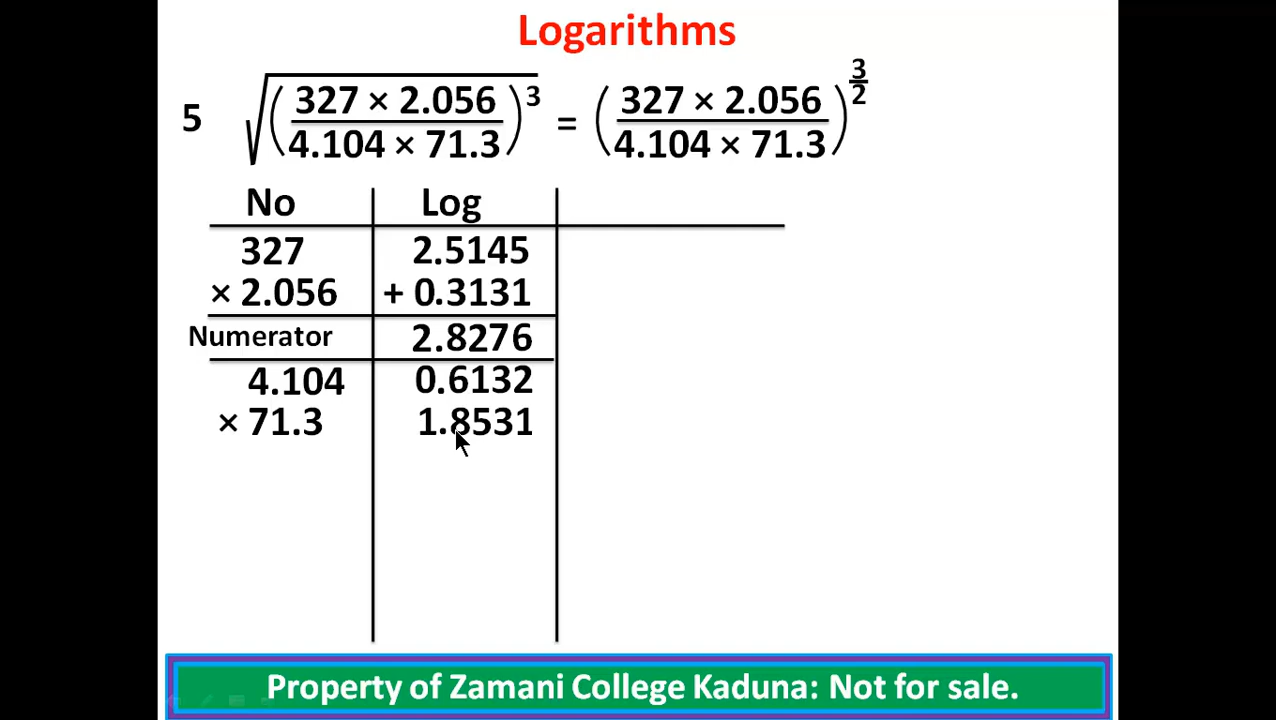 Logarithms
5 √(327 × 2.056 / 4.104 × 71.3)³ = (327 × 2.056 / 4.104 × 71.3)^3/2
No Log
327 2.5145
× 2.056 + 0.3131
Numerator 2.8276
4.104 0.6132
× 71.3 1.8531
Property of Zamani College Kaduna: Not for sale.